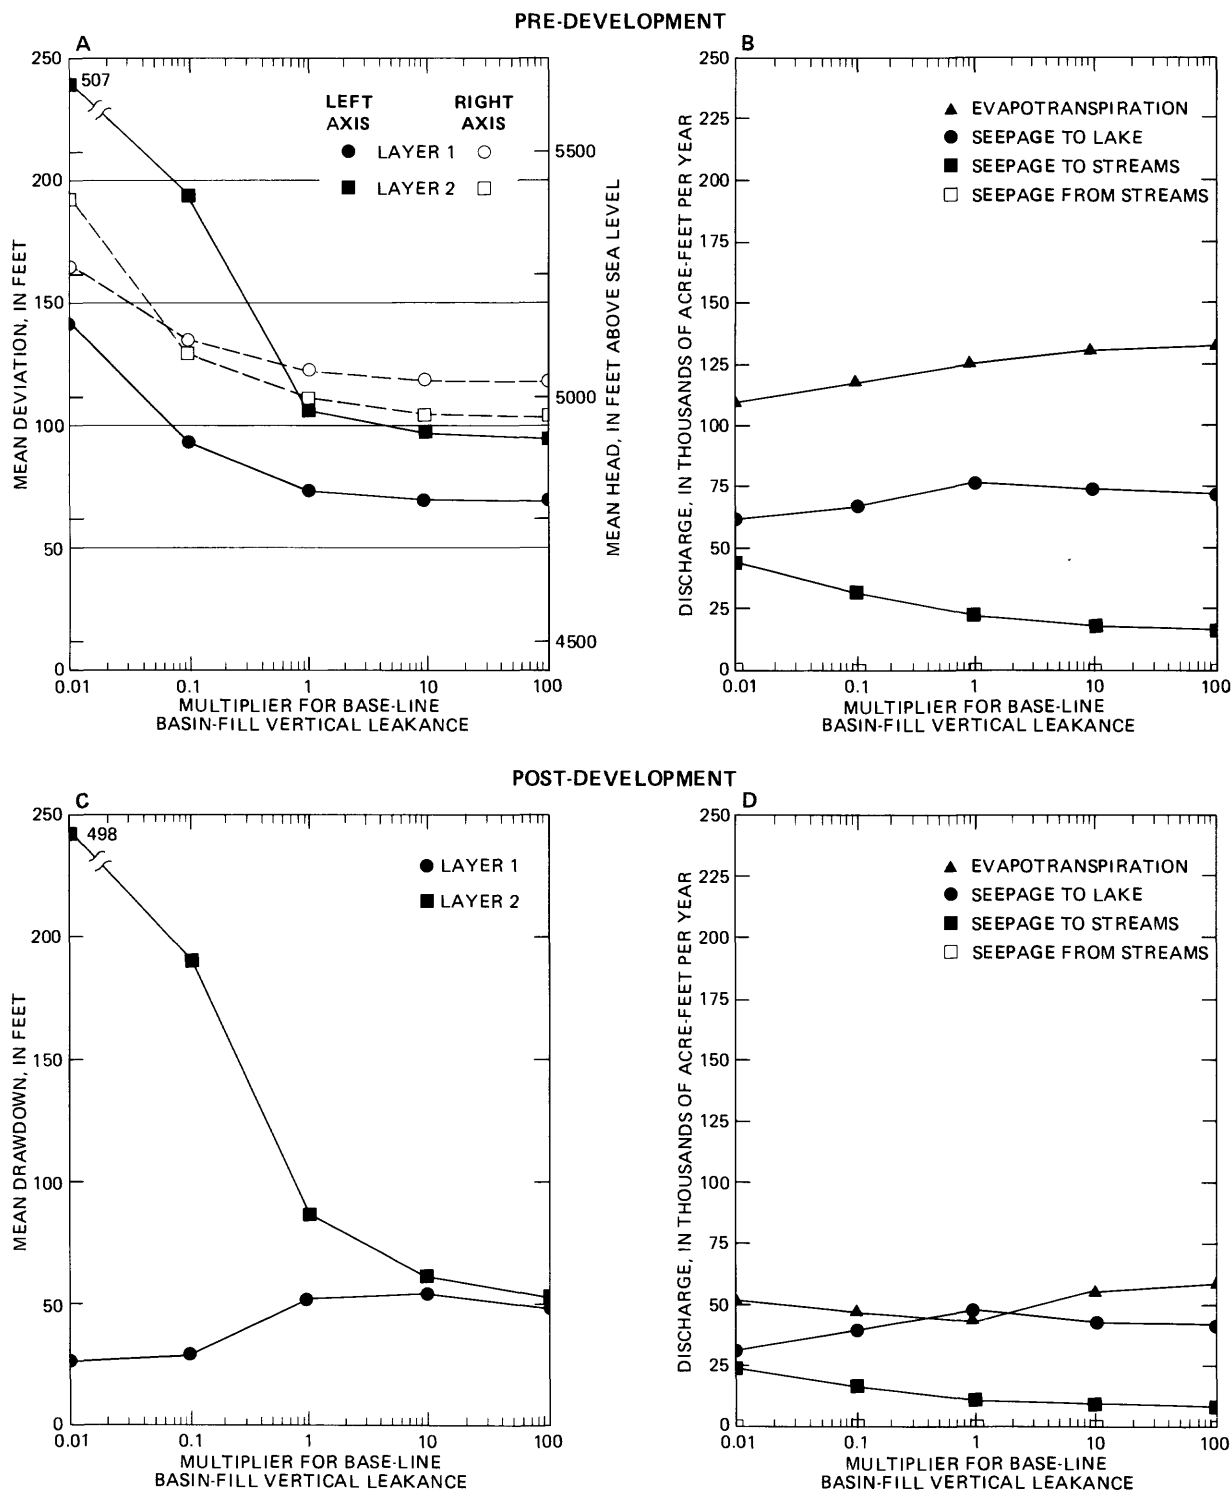 PRE-DEVELOPMENT
A
250
200
150
100
50
0
MEAN DEVIATION, IN FEET
507
LEFT AXIS
RIGHT AXIS
LAYER 1
LAYER 2
5500
5000
4500
MEAN HEAD, IN FEET ABOVE SEA LEVEL
0.01 0.1 1 10 100
MULTIPLIER FOR BASE-LINE
BASIN-FILL VERTICAL LEAKANCE
B
250
225
200
175
150
125
100
75
50
25
0
DISCHARGE, IN THOUSANDS OF ACRE-FEET PER YEAR
EVAPOTRANSPIRATION
SEEPAGE TO LAKE
SEEPAGE TO STREAMS
SEEPAGE FROM STREAMS
0.01 0.1 1 10 100
MULTIPLIER FOR BASE-LINE
BASIN-FILL VERTICAL LEAKANCE
POST-DEVELOPMENT
C
250
200
150
100
50
0
MEAN DRAWDOWN, IN FEET
498
LAYER 1
LAYER 2
0.01 0.1 1 10 100
MULTIPLIER FOR BASE-LINE
BASIN-FILL VERTICAL LEAKANCE
D
250
225
200
175
150
125
100
75
50
25
0
DISCHARGE, IN THOUSANDS OF ACRE-FEET PER YEAR
EVAPOTRANSPIRATION
SEEPAGE TO LAKE
SEEPAGE TO STREAMS
SEEPAGE FROM STREAMS
0.01 0.1 1 10 100
MULTIPLIER FOR BASE-LINE
BASIN-FILL VERTICAL LEAKANCE